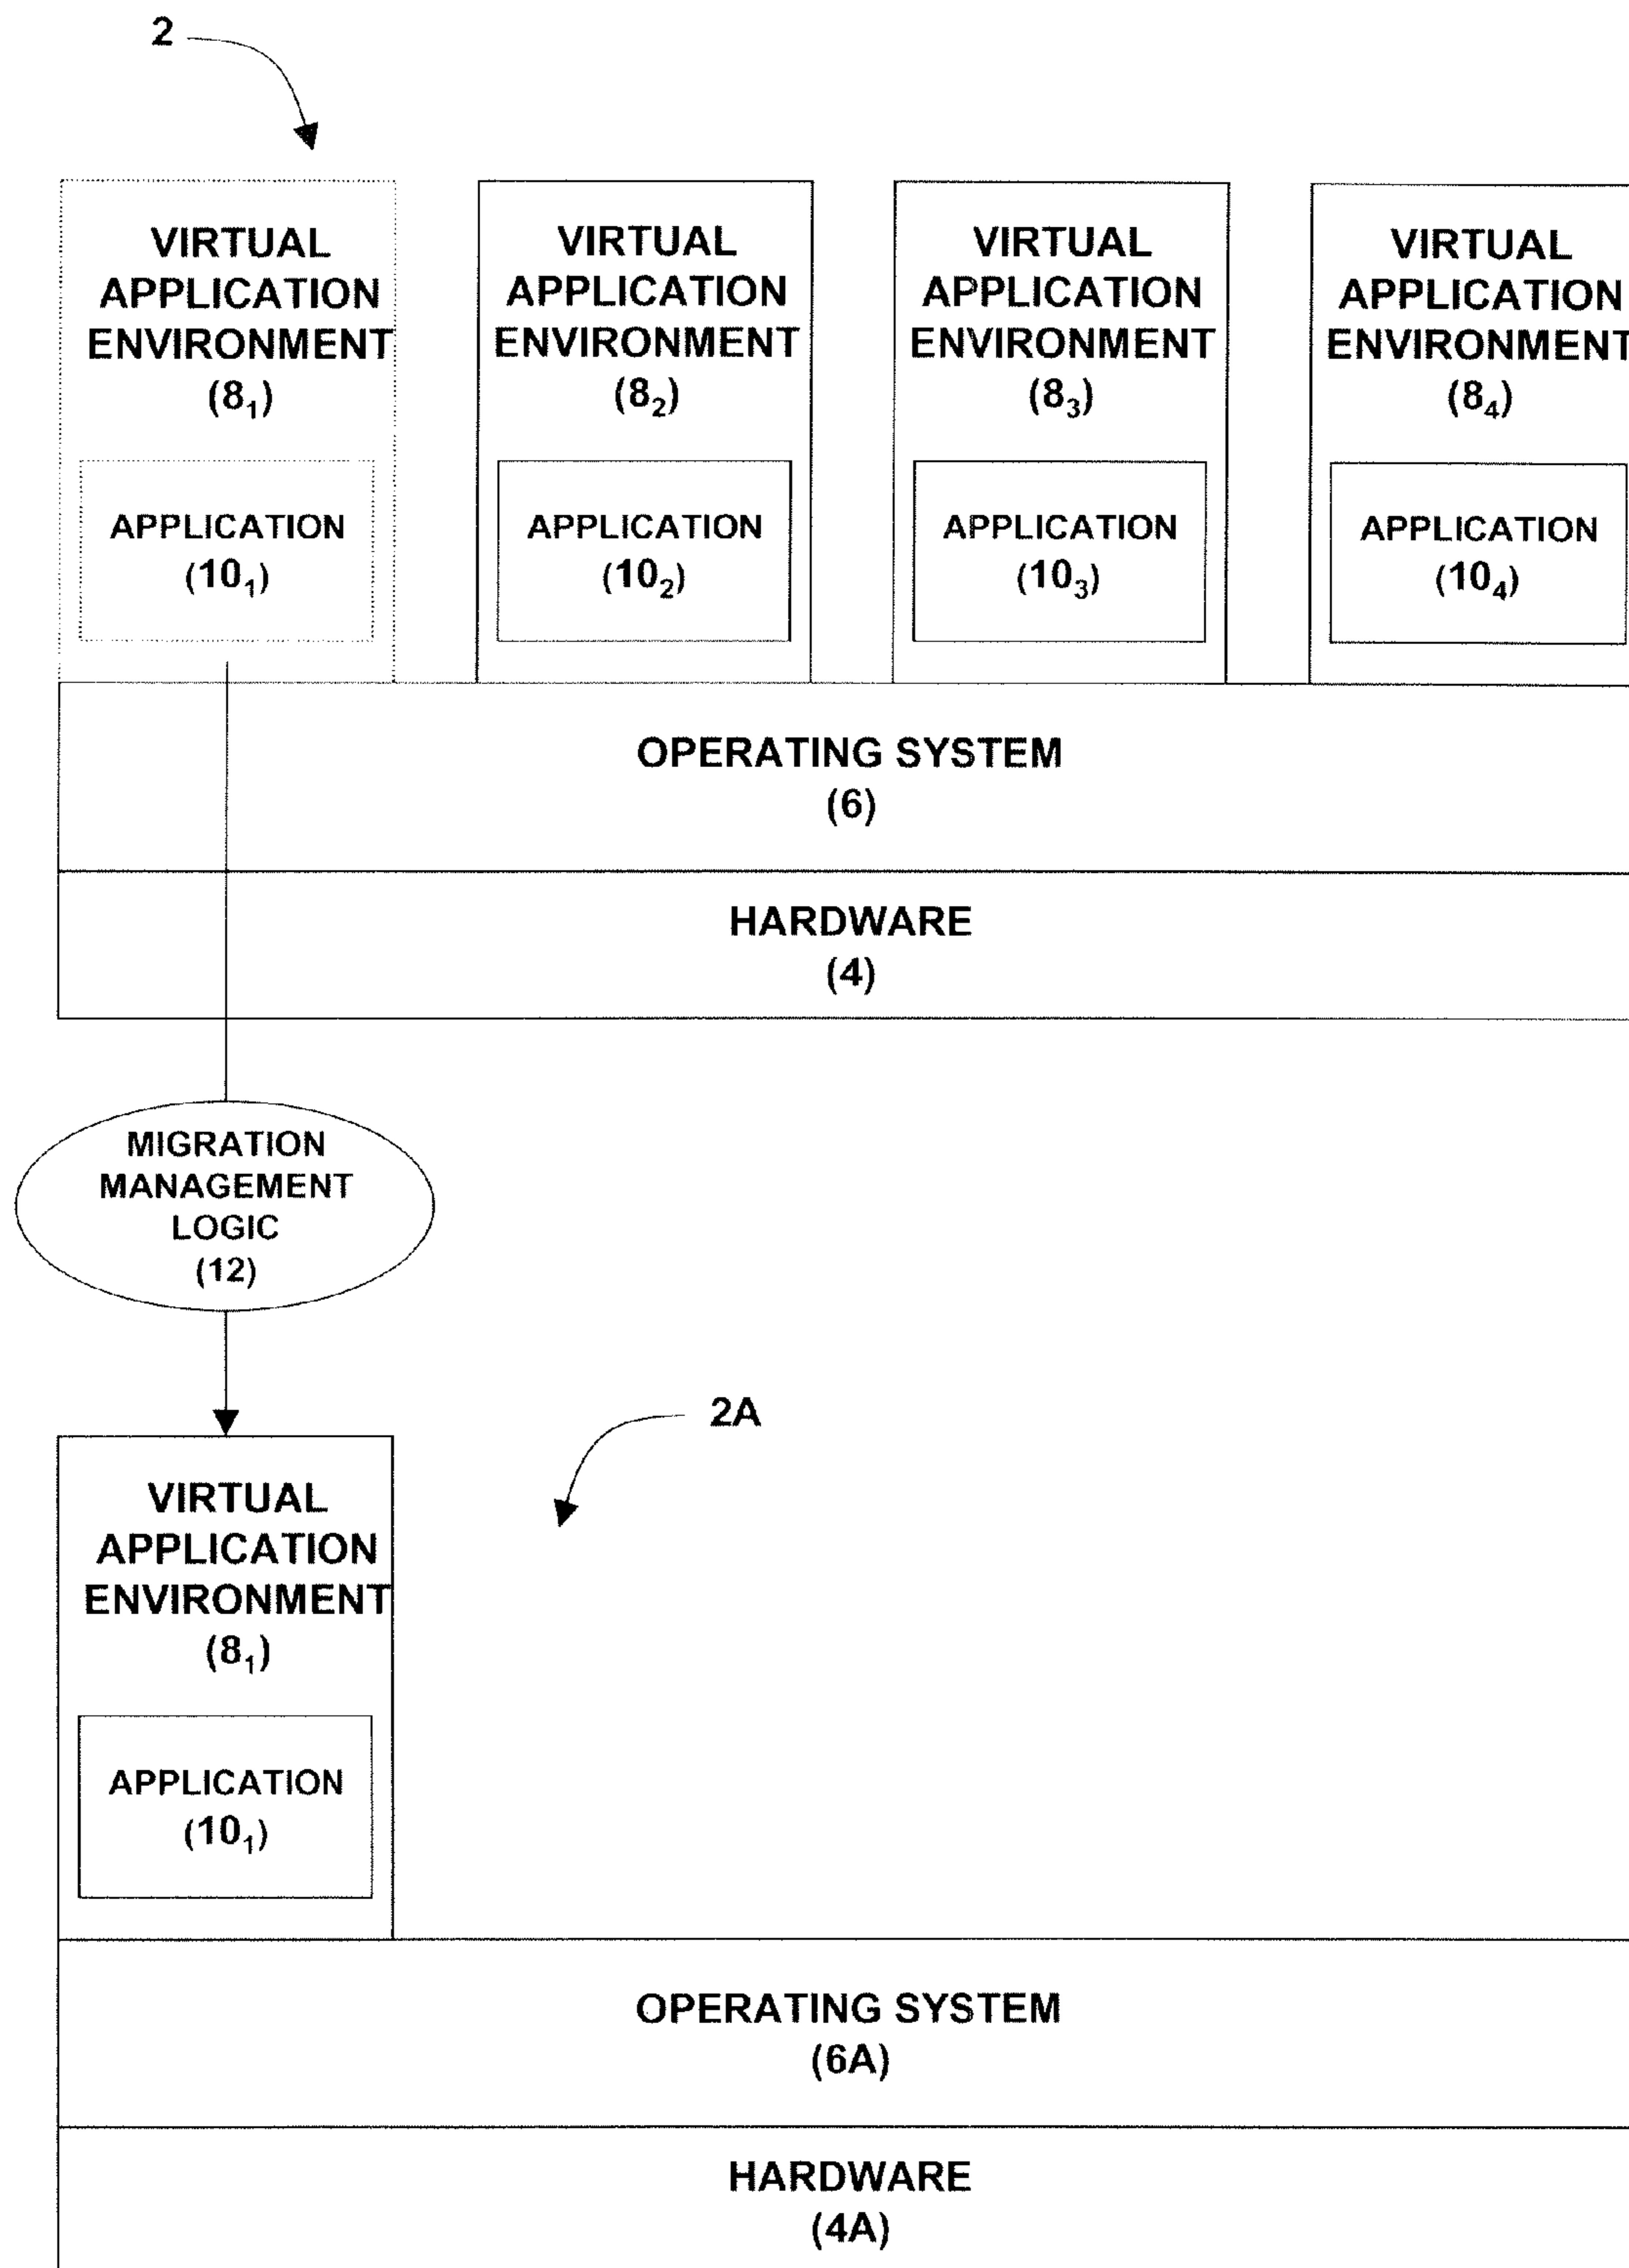 2
VIRTUAL
APPLICATION
ENVIRONMENT
(8₁)
APPLICATION
(10₁)
VIRTUAL
APPLICATION
ENVIRONMENT
(8₂)
APPLICATION
(10₂)
VIRTUAL
APPLICATION
ENVIRONMENT
(8₃)
APPLICATION
(10₃)
VIRTUAL
APPLICATION
ENVIRONMENT
(8₄)
APPLICATION
(10₄)
OPERATING SYSTEM
(6)
HARDWARE
(4)
MIGRATION
MANAGEMENT
LOGIC
(12)
2A
VIRTUAL
APPLICATION
ENVIRONMENT
(8₁)
APPLICATION
(10₁)
OPERATING SYSTEM
(6A)
HARDWARE
(4A)